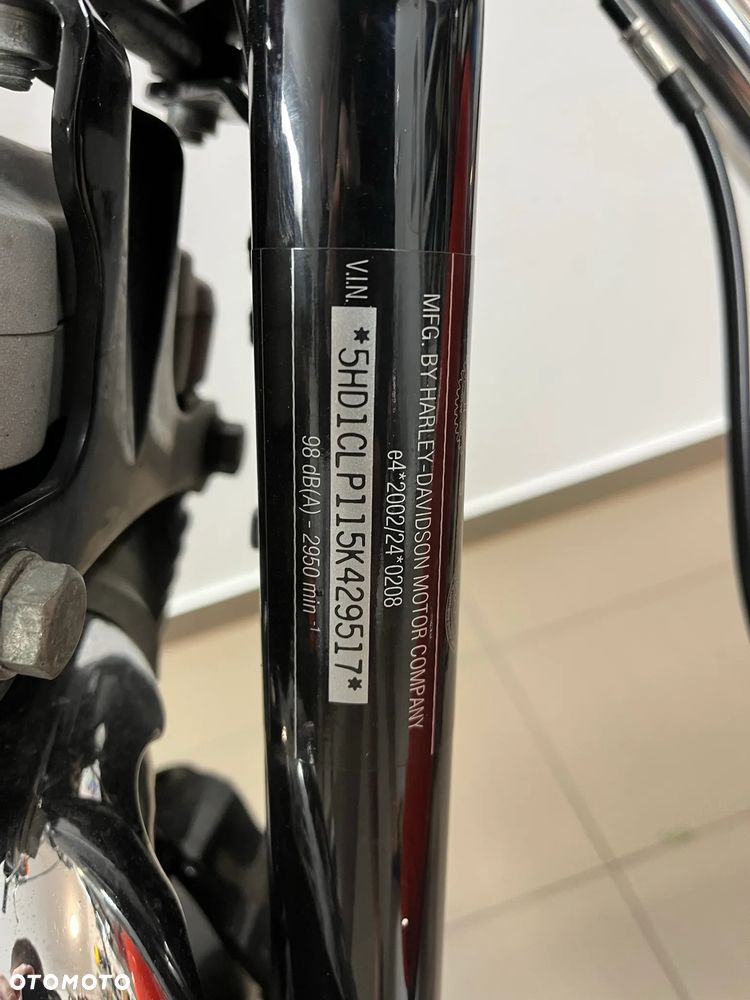 MFG. BY HARLEY-DAVIDSON MOTOR COMPANY
e4*2002/24*0208
V.I.N. *5HD1CLP115K429517*
98 dB(A) - 2950 min⁻¹
OTOMOTO